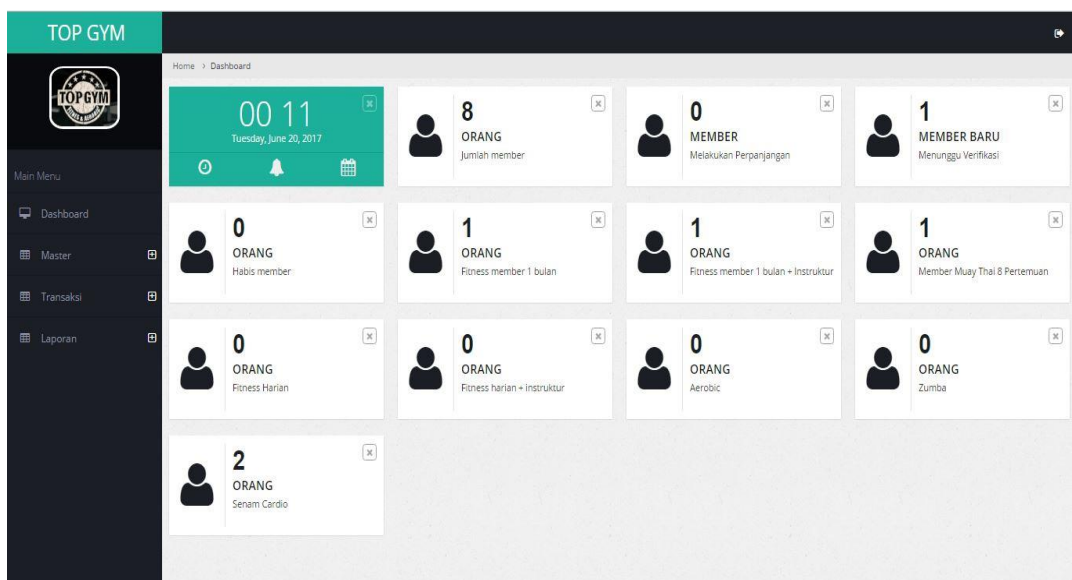 TOP GYM
Home > Dashboard
TOP GYM
Main Menu
Dashboard
Master
Transaksi
Laporan
00 11
Tuesday, June 20, 2017
8
ORANG
Jumlah member
0
MEMBER
Melakukan Perpanjangan
1
MEMBER BARU
Menunggu Verifikasi
0
ORANG
Habis member
1
ORANG
Fitness member 1 bulan
1
ORANG
Fitness member 1 bulan + Instruktur
1
ORANG
Member Muay Thai 8 Pertemuan
0
ORANG
Fitness Harian
0
ORANG
Fitness harian + instruktur
0
ORANG
Aerobic
0
ORANG
Zumba
2
ORANG
Senam Cardio